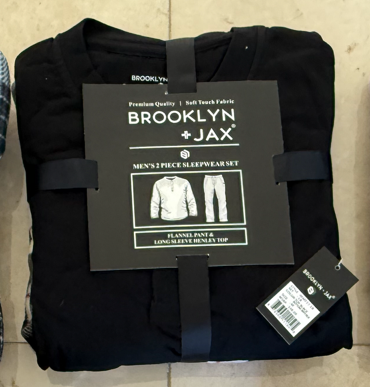 BROOKLYN
Premium Quality | Soft Touch Fabric
BROOKLYN
+ JAX®
MEN'S 2 PIECE SLEEPWEAR SET
FLANNEL PANT &
LONG SLEEVE HENLEY TOP
BROOKLYN + JAX®